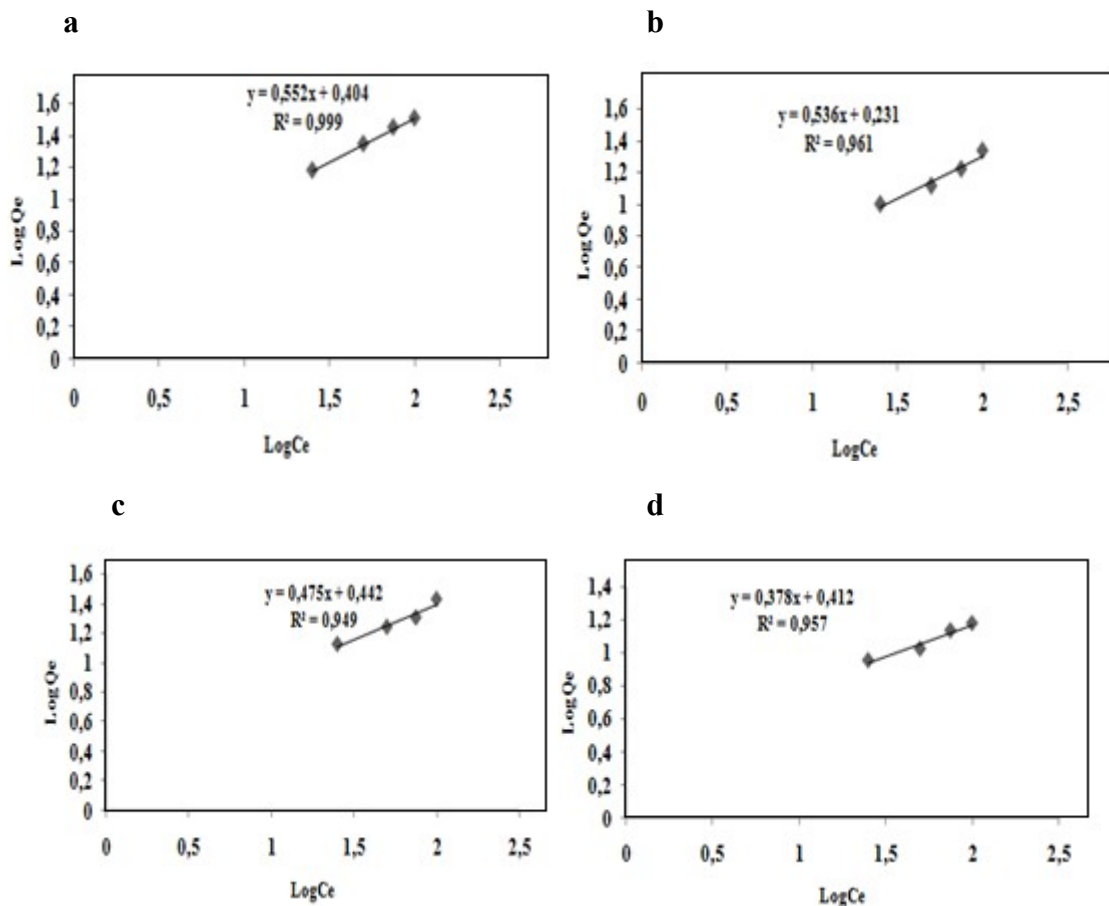 a
y = 0,552x + 0,404
R² = 0,999
1,6
1,4
1,2
1
0,8
0,6
0,4
0,2
0
Log Qe
0 0,5 1 1,5 2 2,5
LogCe
b
y = 0,536x + 0,231
R² = 0,961
1,6
1,4
1,2
1
0,8
0,6
0,4
0,2
0
Log Qe
0 0,5 1 1,5 2 2,5
LogCe
c
y = 0,475x + 0,442
R² = 0,949
1,6
1,4
1,2
1
0,8
0,6
0,4
0,2
0
Log Qe
0 0,5 1 1,5 2 2,5
LogCe
d
y = 0,378x + 0,412
R² = 0,957
1,4
1,2
1
0,8
0,6
0,4
0,2
0
Log Qe
0 0,5 1 1,5 2 2,5
LogCe